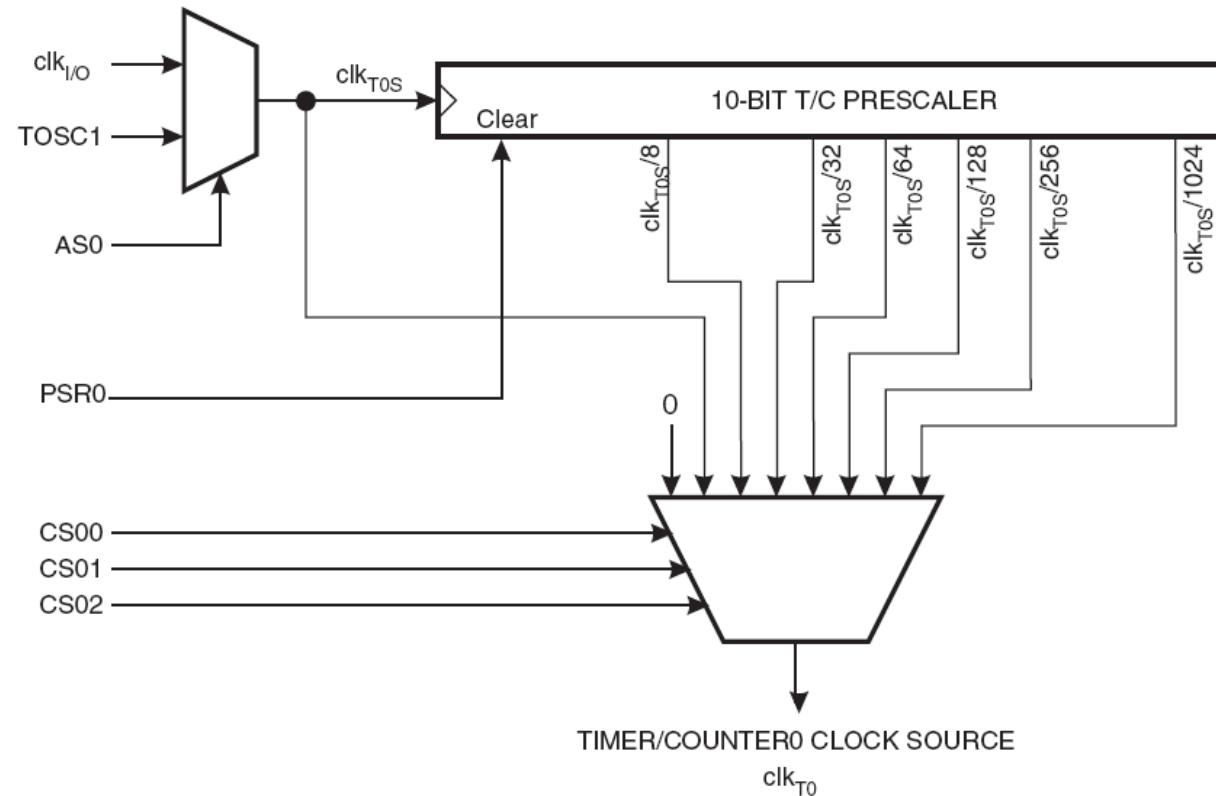 clkI/O
clkT0S
10-BIT T/C PRESCALER
TOSC1
Clear
clkT0S/8
clkT0S/32
clkT0S/64
clkT0S/128
clkT0S/256
clkT0S/1024
AS0
PSR0
0
CS00
CS01
CS02
TIMER/COUNTER0 CLOCK SOURCE
clkT0